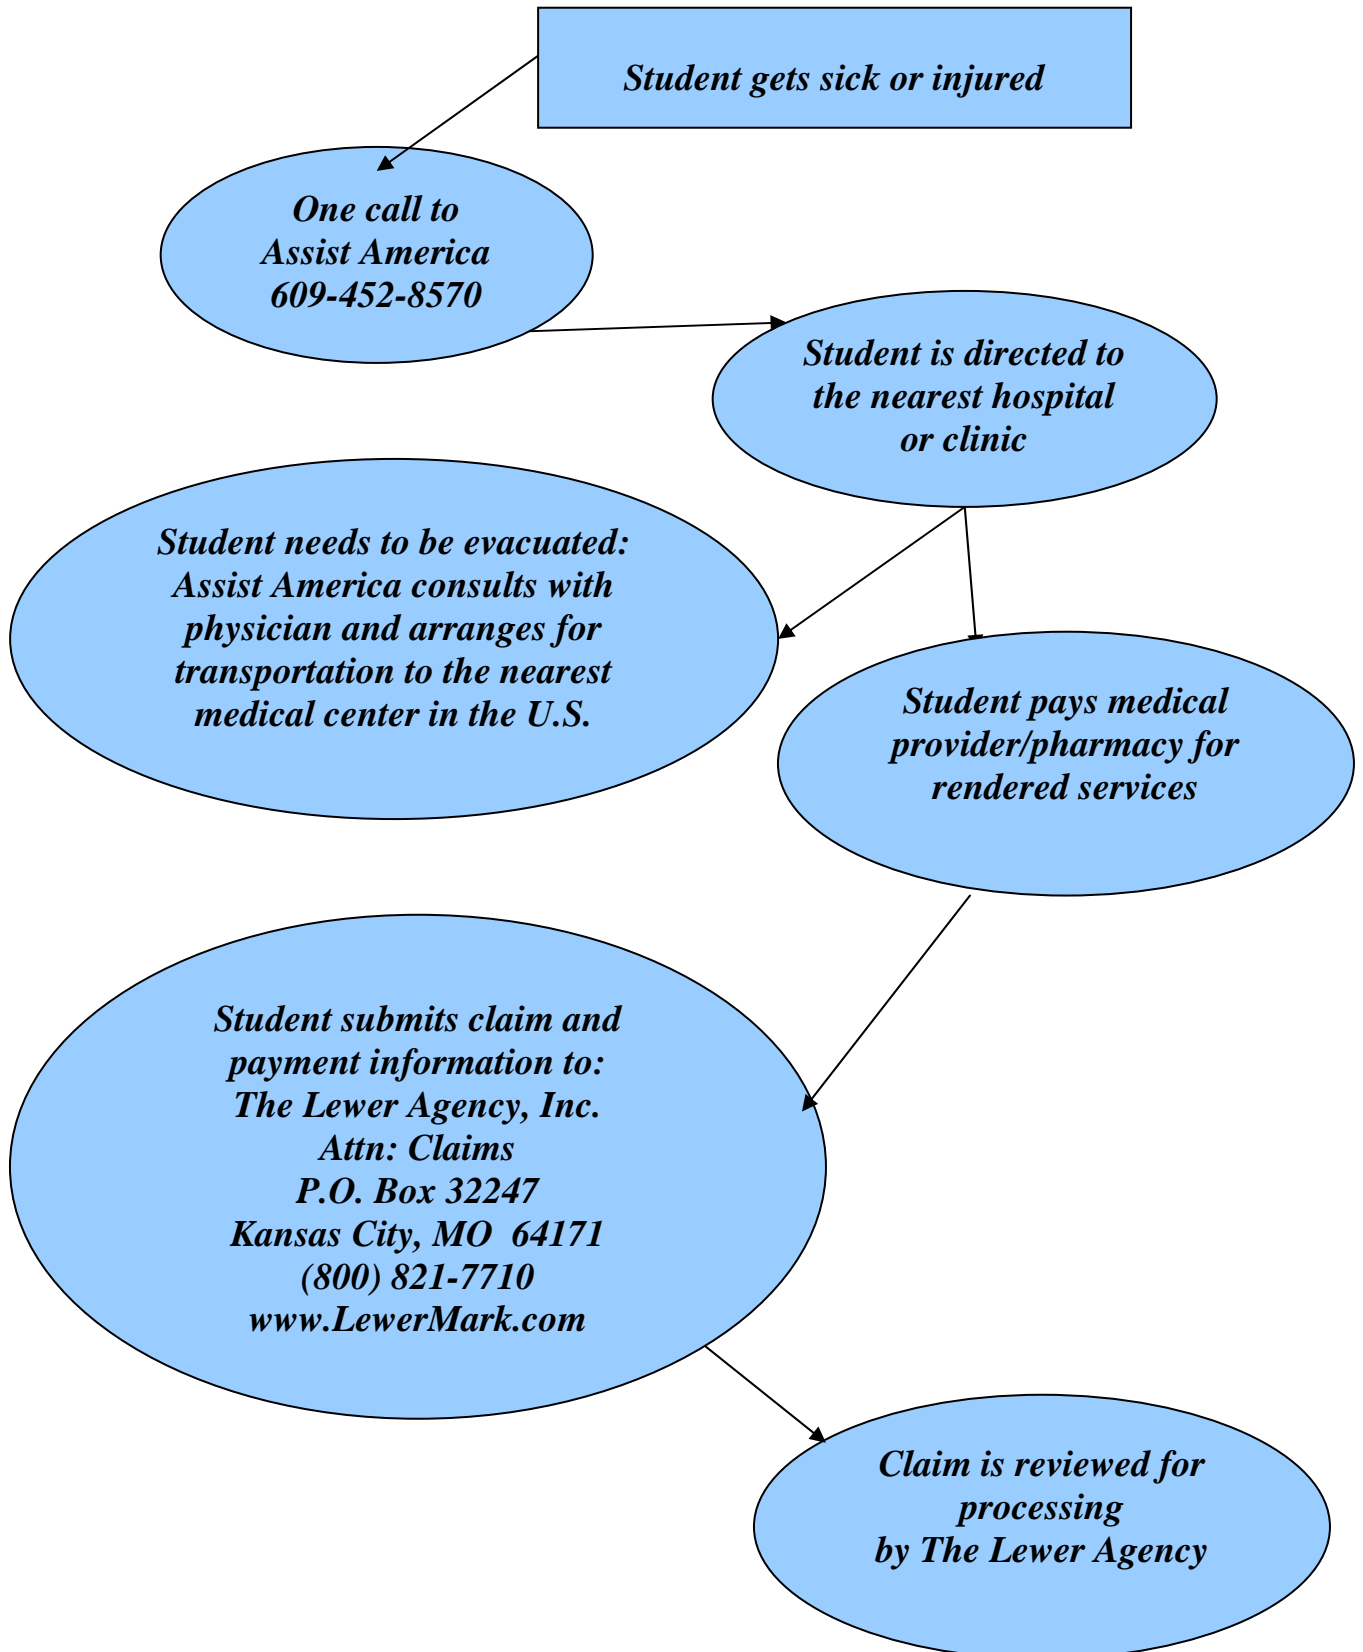 Student gets sick or injured
One call to
Assist America
609-452-8570
Student is directed to
the nearest hospital
or clinic
Student needs to be evacuated:
Assist America consults with
physician and arranges for
transportation to the nearest
medical center in the U.S.
Student pays medical
provider/pharmacy for
rendered services
Student submits claim and
payment information to:
The Lewer Agency, Inc.
Attn: Claims
P.O. Box 32247
Kansas City, MO  64171
(800) 821-7710
www.LewerMark.com
Claim is reviewed for
processing
by The Lewer Agency